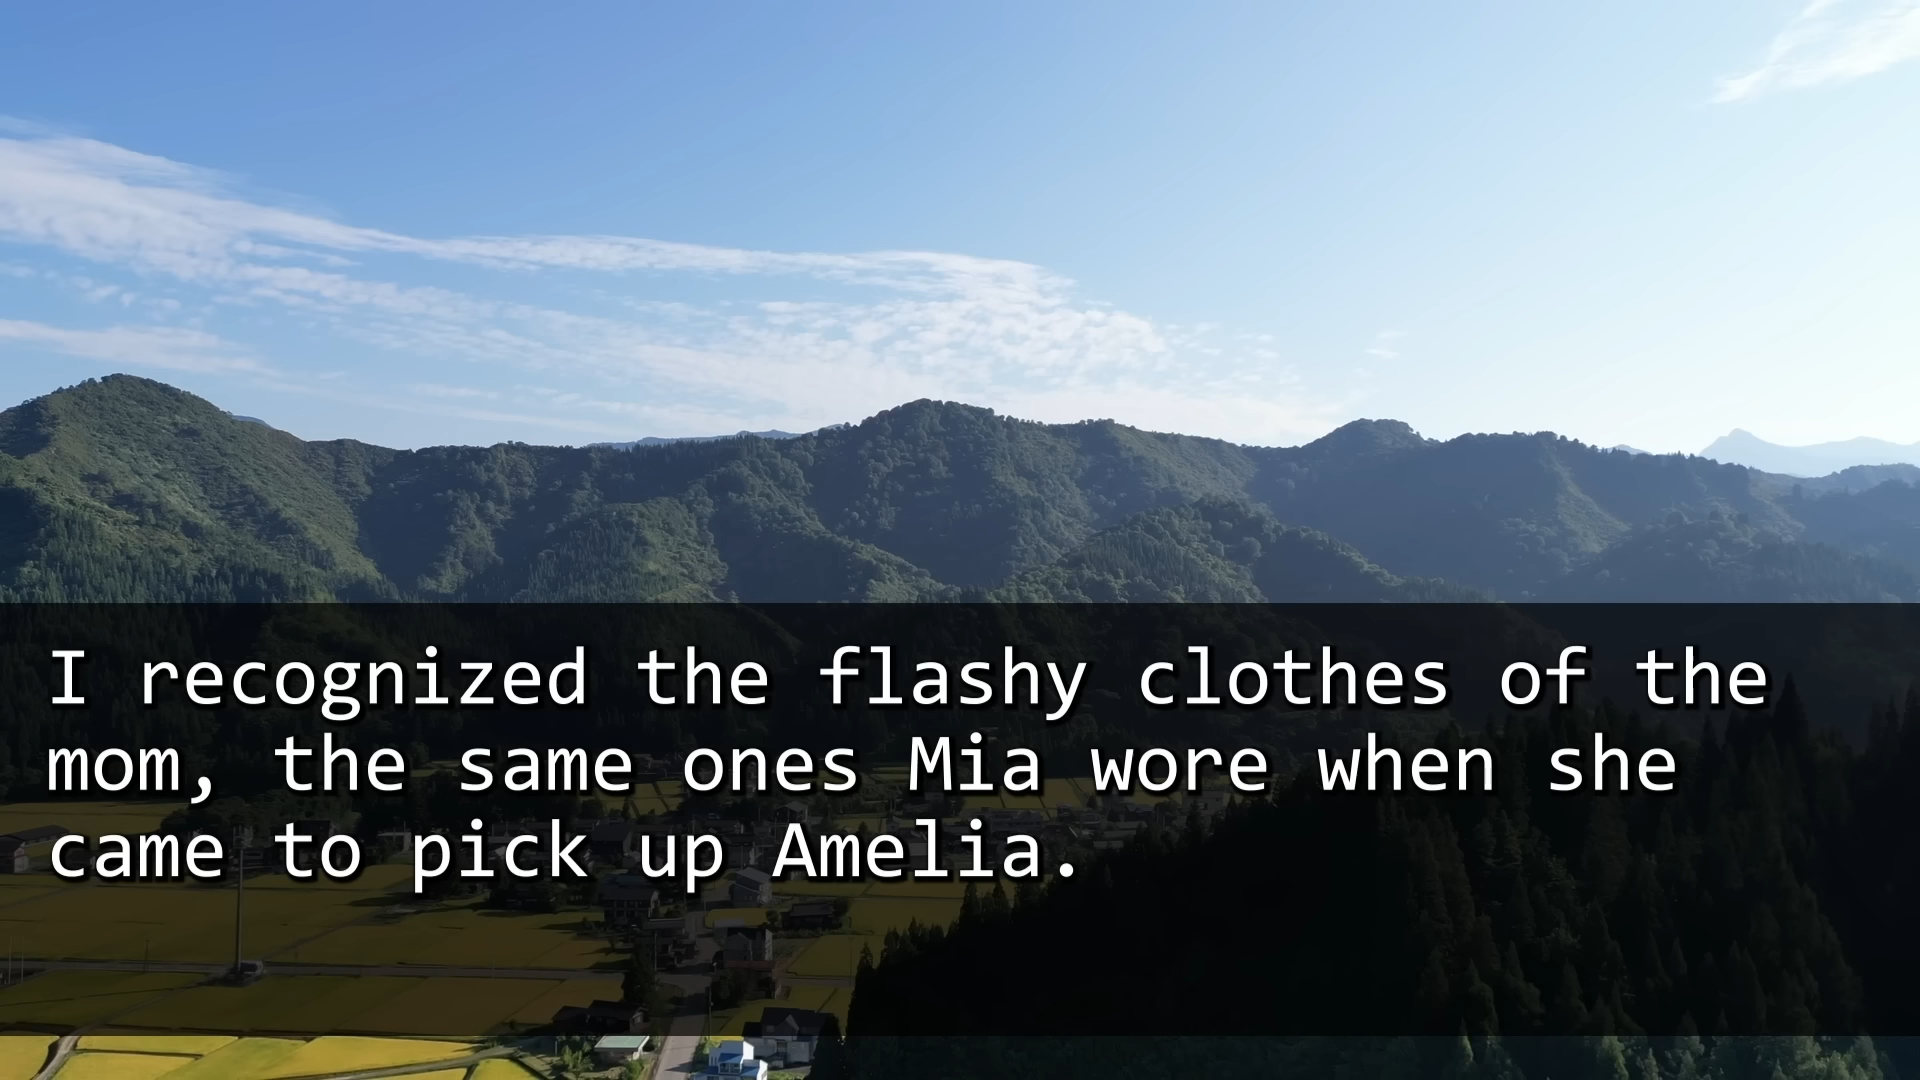 I recognized the flashy clothes of the
mom, the same ones Mia wore when she
came to pick up Amelia.